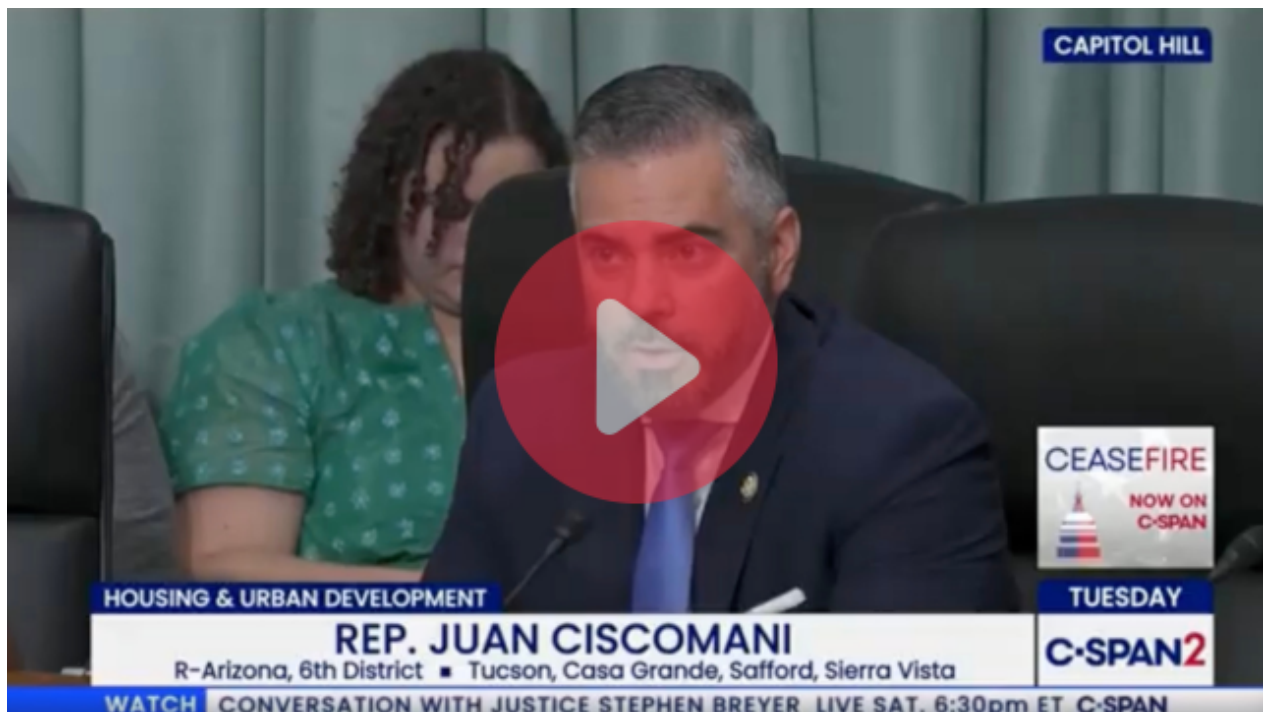 CAPITOL HILL
CEASEFIRE
NOW ON
C·SPAN
HOUSING & URBAN DEVELOPMENT
REP. JUAN CISCOMANI
R-Arizona, 6th District ▪ Tucson, Casa Grande, Safford, Sierra Vista
TUESDAY
C·SPAN2
WATCH CONVERSATION WITH JUSTICE STEPHEN BREYER LIVE SAT. 6:30pm ET C·SPAN